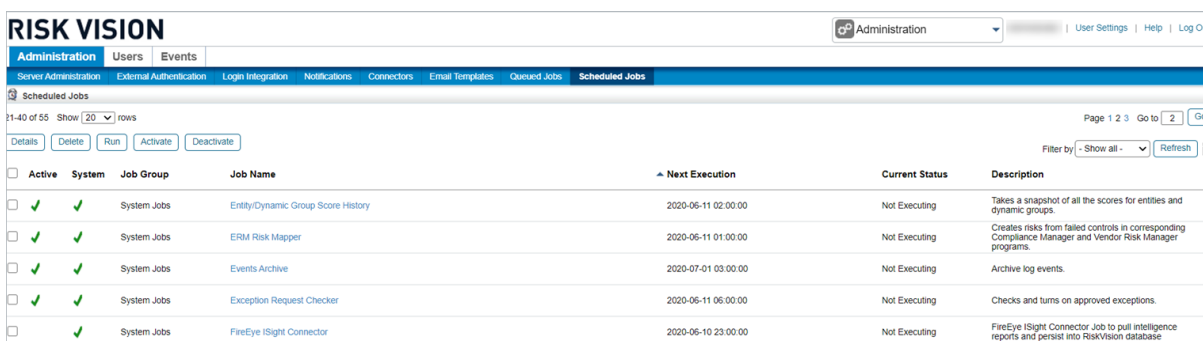 RISK VISION
Administration
User Settings | Help | Log O
Administration Users Events
Server Administration External Authentication Login Integration Notifications Connectors Email Templates Queued Jobs Scheduled Jobs
Scheduled Jobs
21-40 of 55 Show 20 rows
Page 1 2 3 Go to 2 Go
Details Delete Run Activate Deactivate
Filter by - Show all - Refresh
Active System Job Group Job Name Next Execution Current Status Description
System Jobs Entity/Dynamic Group Score History 2020-06-11 02:00:00 Not Executing Takes a snapshot of all the scores for entities and
dynamic groups.
System Jobs ERM Risk Mapper 2020-06-11 01:00:00 Not Executing Creates risks from failed controls in corresponding
Compliance Manager and Vendor Risk Manager
programs.
System Jobs Events Archive 2020-07-01 03:00:00 Not Executing Archive log events.
System Jobs Exception Request Checker 2020-06-11 06:00:00 Not Executing Checks and turns on approved exceptions.
System Jobs FireEye ISight Connector 2020-06-10 23:00:00 Not Executing FireEye ISight Connector Job to pull intelligence
reports and persist into RiskVision database